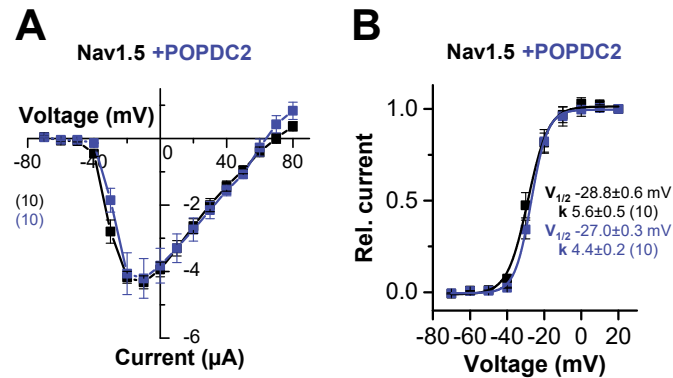 A
Nav1.5 +POPDC2
Voltage (mV)
-80
-40
0
40
80
-2
-4
-6
(10)
(10)
Current (µA)
B
Nav1.5 +POPDC2
Rel. current
1.0
0.5
0.0
V1/2 -28.8±0.6 mV
k 5.6±0.5 (10)
V1/2 -27.0±0.3 mV
k 4.4±0.2 (10)
-80 -60 -40 -20 0 20
Voltage (mV)